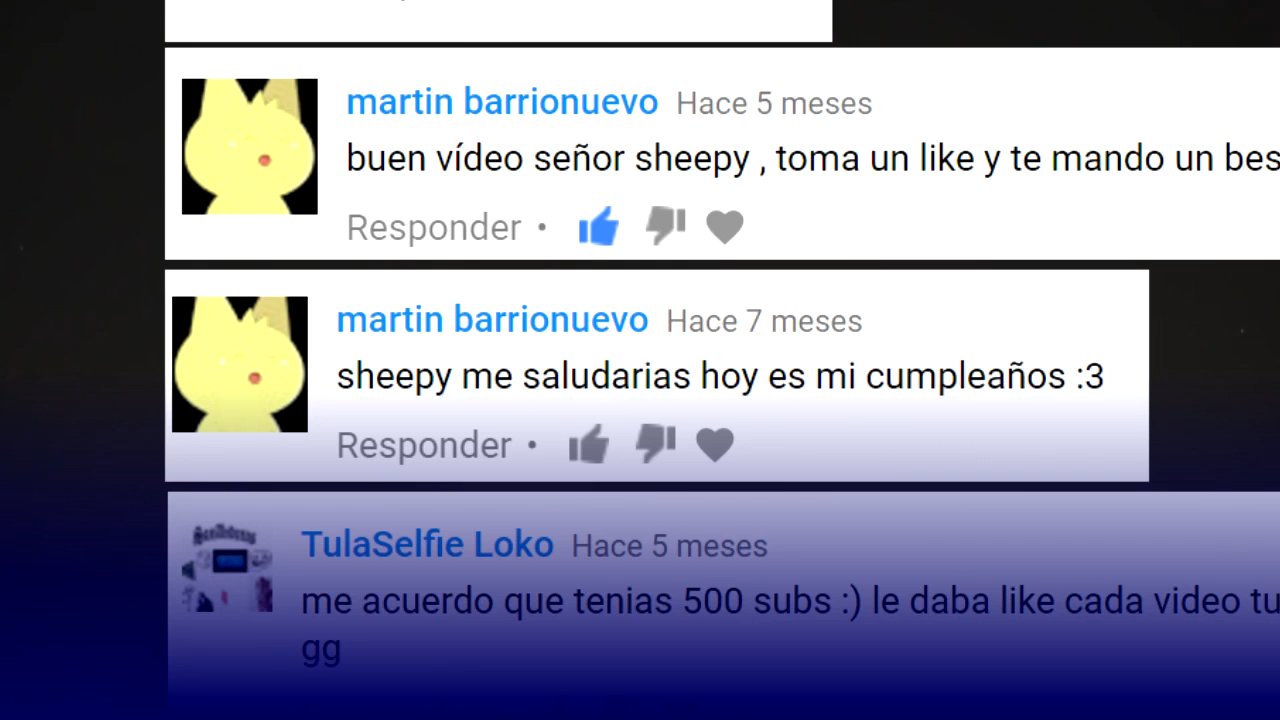 martin barrionuevo Hace 5 meses
buen vídeo señor sheepy , toma un like y te mando un
Responder •
martin barrionuevo Hace 7 meses
sheepy me saludarias hoy es mi cumpleaños :3
Responder •
TulaSelfie Loko Hace 5 meses
me acuerdo que tenias 500 subs :) le daba like cada video
gg